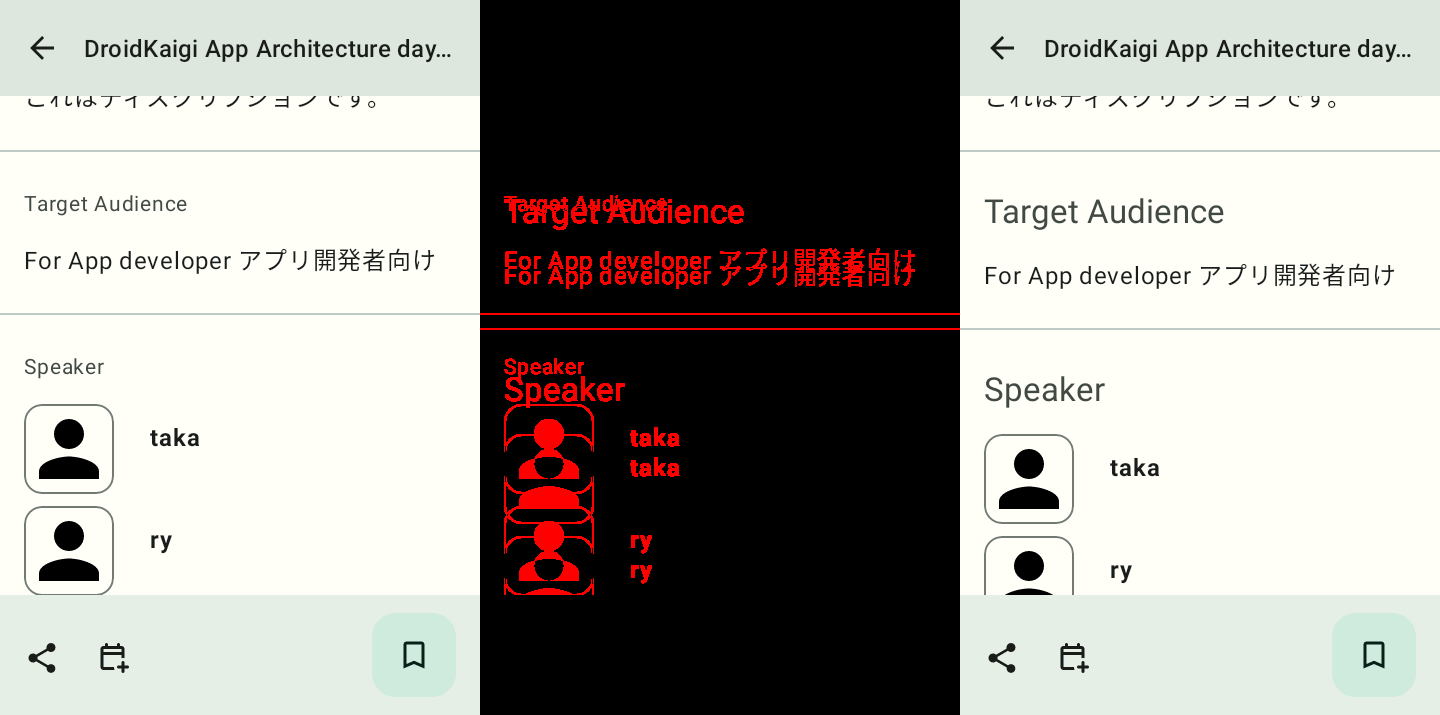 DroidKaigi App Architecture day…
これはディスクリプションです。
Target Audience
For App developer アプリ開発者向け
Speaker
taka
ry
Target Audience
Target Audience
For App developer アプリ開発者向け
For App developer アプリ開発者向け
Speaker
Speaker
taka
taka
ry
ry
DroidKaigi App Architecture day…
これはディスクリプションです。
Target Audience
For App developer アプリ開発者向け
Speaker
taka
ry